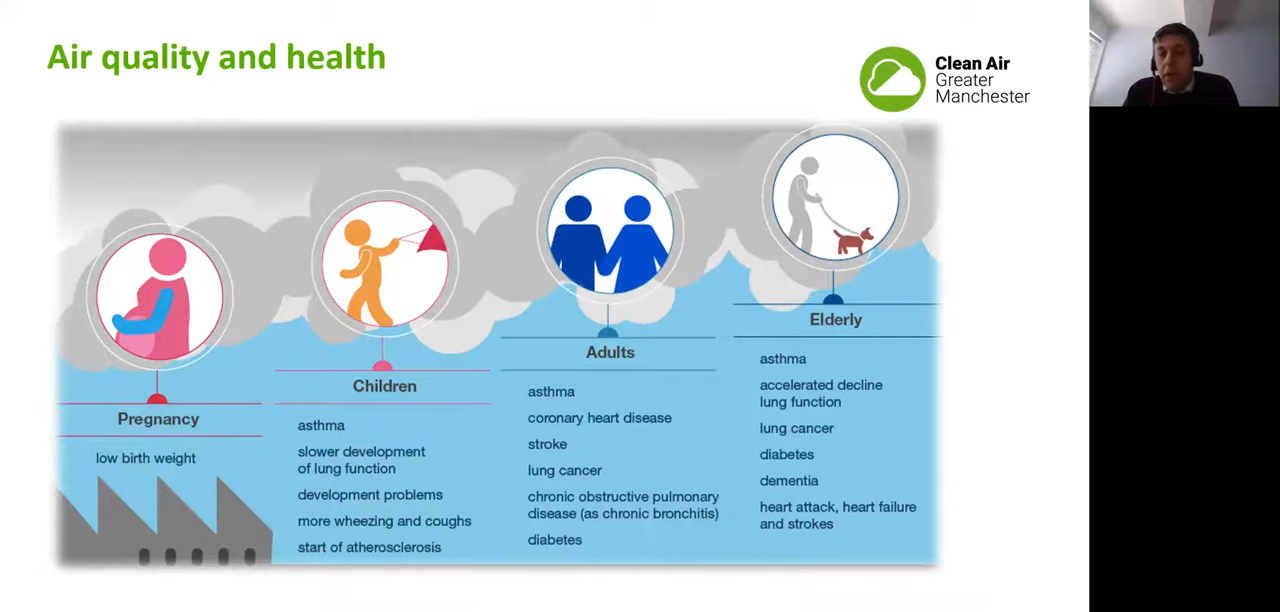 Air quality and health
Clean Air
Greater
Manchester
Pregnancy
low birth weight
Children
asthma
slower development
of lung function
development problems
more wheezing and coughs
start of atherosclerosis
Adults
asthma
coronary heart disease
stroke
lung cancer
chronic obstructive pulmonary
disease (as chronic bronchitis)
diabetes
Elderly
asthma
accelerated decline
lung function
lung cancer
diabetes
dementia
heart attack, heart failure
and strokes